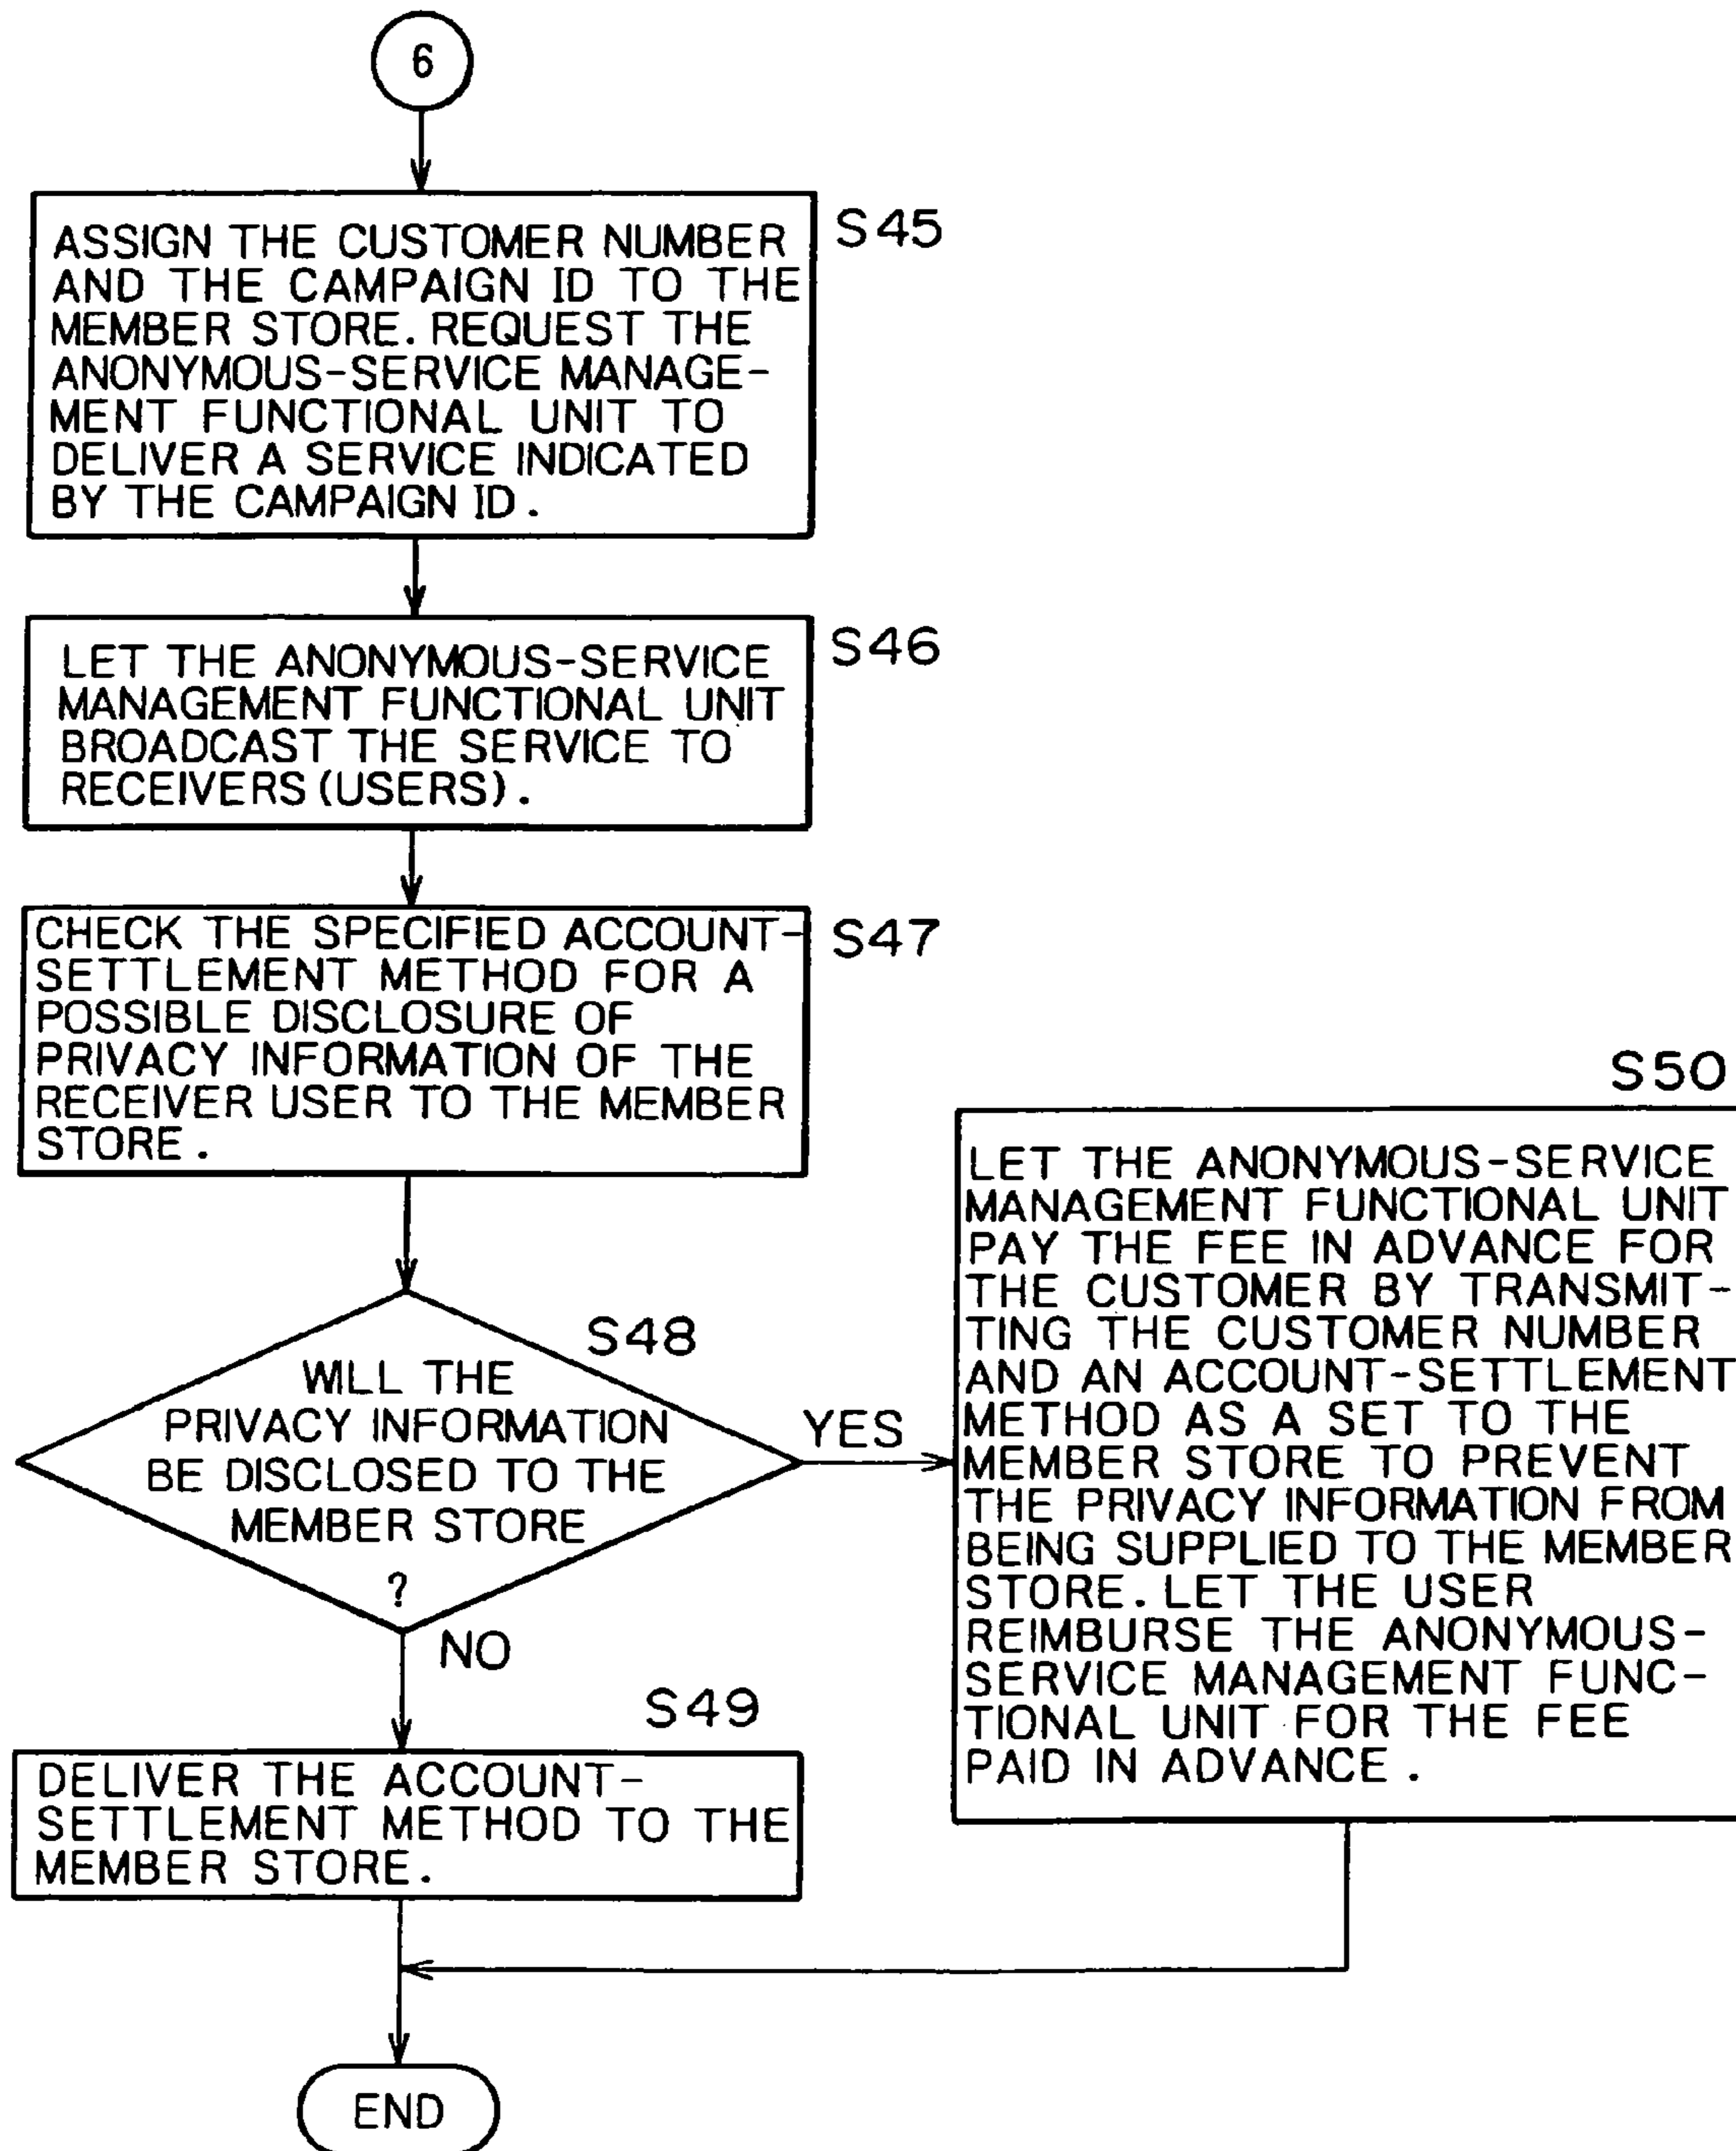 6
ASSIGN THE CUSTOMER NUMBER
AND THE CAMPAIGN ID TO THE
MEMBER STORE. REQUEST THE
ANONYMOUS-SERVICE MANAGE-
MENT FUNCTIONAL UNIT TO
DELIVER A SERVICE INDICATED
BY THE CAMPAIGN ID.
S45
LET THE ANONYMOUS-SERVICE
MANAGEMENT FUNCTIONAL UNIT
BROADCAST THE SERVICE TO
RECEIVERS (USERS).
S46
CHECK THE SPECIFIED ACCOUNT-
SETTLEMENT METHOD FOR A
POSSIBLE DISCLOSURE OF
PRIVACY INFORMATION OF THE
RECEIVER USER TO THE MEMBER
STORE.
S47
S48
WILL THE
PRIVACY INFORMATION
BE DISCLOSED TO THE
MEMBER STORE
?
YES
NO
S50
LET THE ANONYMOUS-SERVICE
MANAGEMENT FUNCTIONAL UNIT
PAY THE FEE IN ADVANCE FOR
THE CUSTOMER BY TRANSMIT-
TING THE CUSTOMER NUMBER
AND AN ACCOUNT-SETTLEMENT
METHOD AS A SET TO THE
MEMBER STORE TO PREVENT
THE PRIVACY INFORMATION FROM
BEING SUPPLIED TO THE MEMBER
STORE. LET THE USER
REIMBURSE THE ANONYMOUS-
SERVICE MANAGEMENT FUNC-
TIONAL UNIT FOR THE FEE
PAID IN ADVANCE.
S49
DELIVER THE ACCOUNT-
SETTLEMENT METHOD TO THE
MEMBER STORE.
END